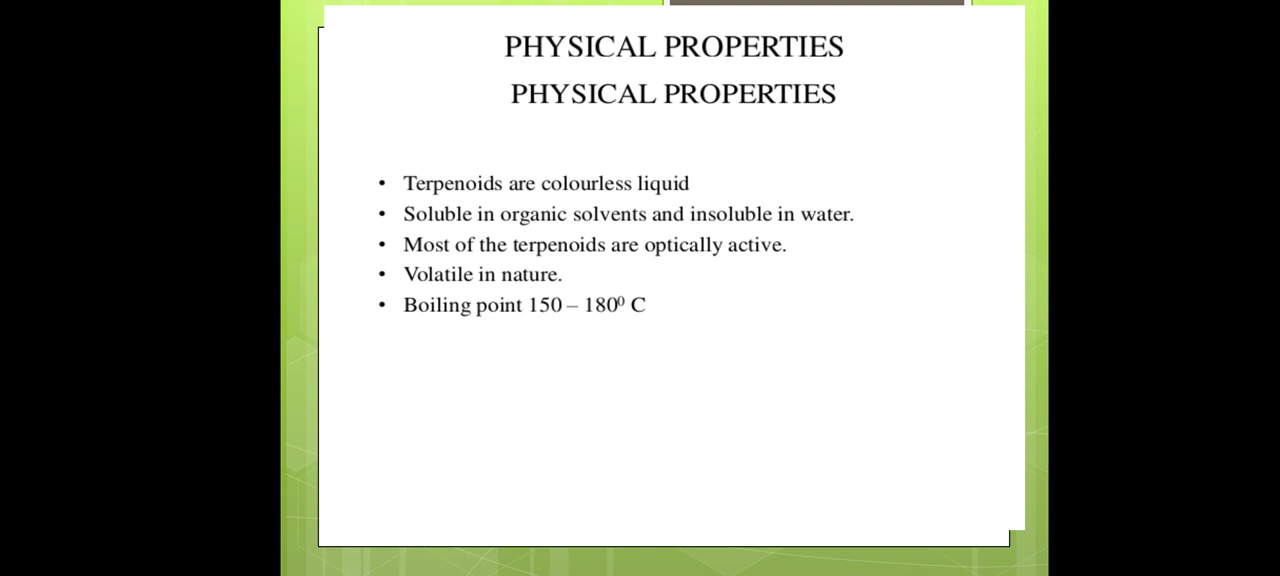 PHYSICAL PROPERTIES
PHYSICAL PROPERTIES
• Terpenoids are colourless liquid
• Soluble in organic solvents and insoluble in water.
• Most of the terpenoids are optically active.
• Volatile in nature.
• Boiling point 150 – 180⁰ C